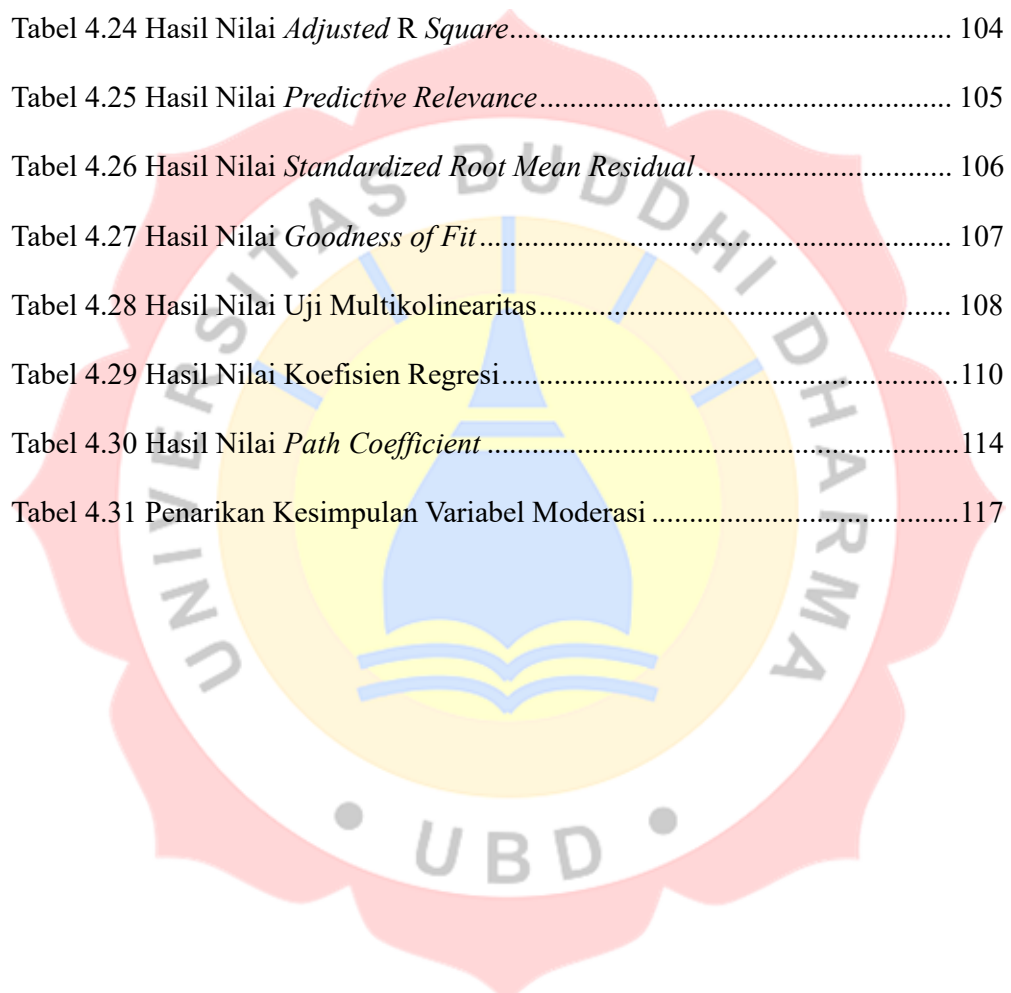 Tabel 4.24 Hasil Nilai Adjusted R Square.......................................................... 104
Tabel 4.25 Hasil Nilai Predictive Relevance...................................................... 105
Tabel 4.26 Hasil Nilai Standardized Root Mean Residual................................. 106
Tabel 4.27 Hasil Nilai Goodness of Fit.............................................................. 107
Tabel 4.28 Hasil Nilai Uji Multikolinearitas...................................................... 108
Tabel 4.29 Hasil Nilai Koefisien Regresi...........................................................110
Tabel 4.30 Hasil Nilai Path Coefficient .............................................................114
Tabel 4.31 Penarikan Kesimpulan Variabel Moderasi ........................................117
UNIVERSITAS BUDDHI DHARMA
• UBD •